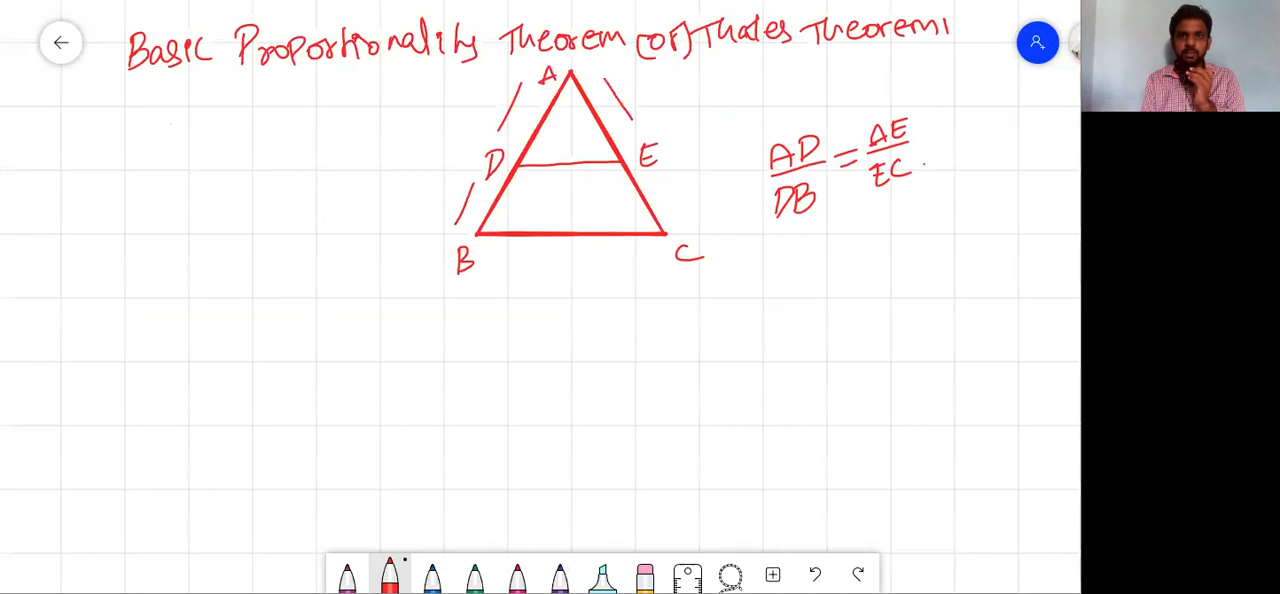 Basic Proportionality Theorem (or) Thales Theorem
A
D
E
B
C
AD/DB = AE/EC